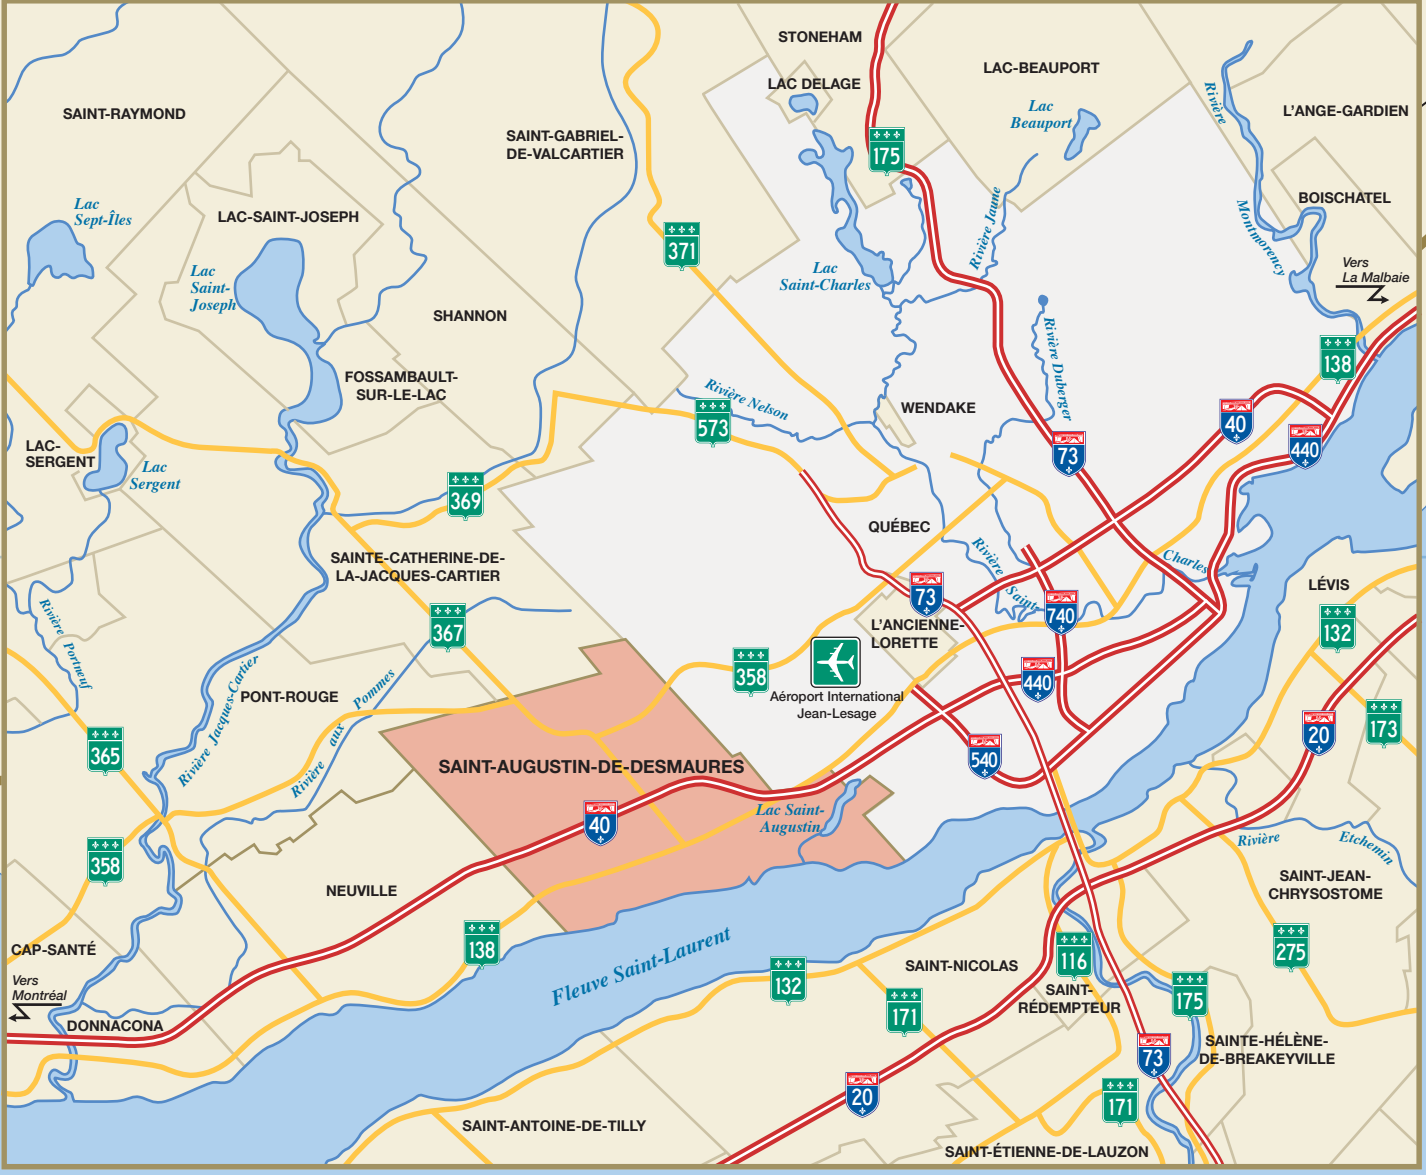 STONEHAM
LAC-BEAUPORT
LAC DELAGE
Rivière
SAINT-RAYMOND
L'ANGE-GARDIEN
Lac
Beauport
SAINT-GABRIEL-
DE-VALCARTIER
175
Lac
Sept-Îles
LAC-SAINT-JOSEPH
BOISCHATEL
Montmorency
Rivière Jaune
371
Vers
La Malbaie
Lac
Saint-
Joseph
Lac
Saint-Charles
SHANNON
Rivière Duberger
138
FOSSAMBAULT-
SUR-LE-LAC
Rivière Nelson
WENDAKE
573
40
440
73
LAC-
SERGENT
Lac
Sergent
369
QUÉBEC
SAINTE-CATHERINE-DE-
LA-JACQUES-CARTIER
Rivière
Saint-
Charles
LÉVIS
73
740
132
Rivière Portneuf
367
L'ANCIENNE-
LORETTE
358
440
Aéroport International
Jean-Lesage
PONT-ROUGE
Rivière Jacques-Cartier
Rivière aux Pommes
365
20
173
540
SAINT-AUGUSTIN-DE-DESMAURES
40
Lac Saint-
Augustin
Rivière
Etchemin
358
NEUVILLE
SAINT-JEAN-
CHRYSOSTOME
CAP-SANTÉ
138
275
Fleuve Saint-Laurent
116
SAINT-NICOLAS
132
Vers
Montréal
SAINT-
RÉDEMPTEUR
175
171
DONNACONA
SAINTE-HÉLÈNE-
DE-BREAKEYVILLE
73
20
171
SAINT-ANTOINE-DE-TILLY
SAINT-ÉTIENNE-DE-LAUZON